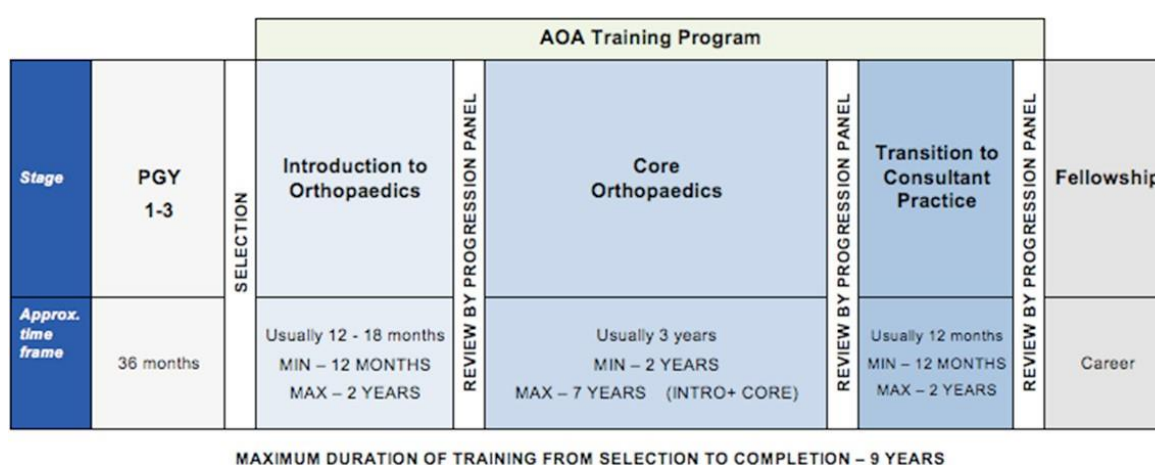 AOA Training Program
Stage
PGY
1-3
SELECTION
Introduction to
Orthopaedics
REVIEW BY PROGRESSION PANEL
Core
Orthopaedics
REVIEW BY PROGRESSION PANEL
Transition to
Consultant
Practice
REVIEW BY PROGRESSION PANEL
Fellowship
Approx.
time
frame
36 months
Usually 12 - 18 months
MIN – 12 MONTHS
MAX – 2 YEARS
Usually 3 years
MIN – 2 YEARS
MAX – 7 YEARS (INTRO+ CORE)
Usually 12 months
MIN – 12 MONTHS
MAX – 2 YEARS
Career
MAXIMUM DURATION OF TRAINING FROM SELECTION TO COMPLETION – 9 YEARS